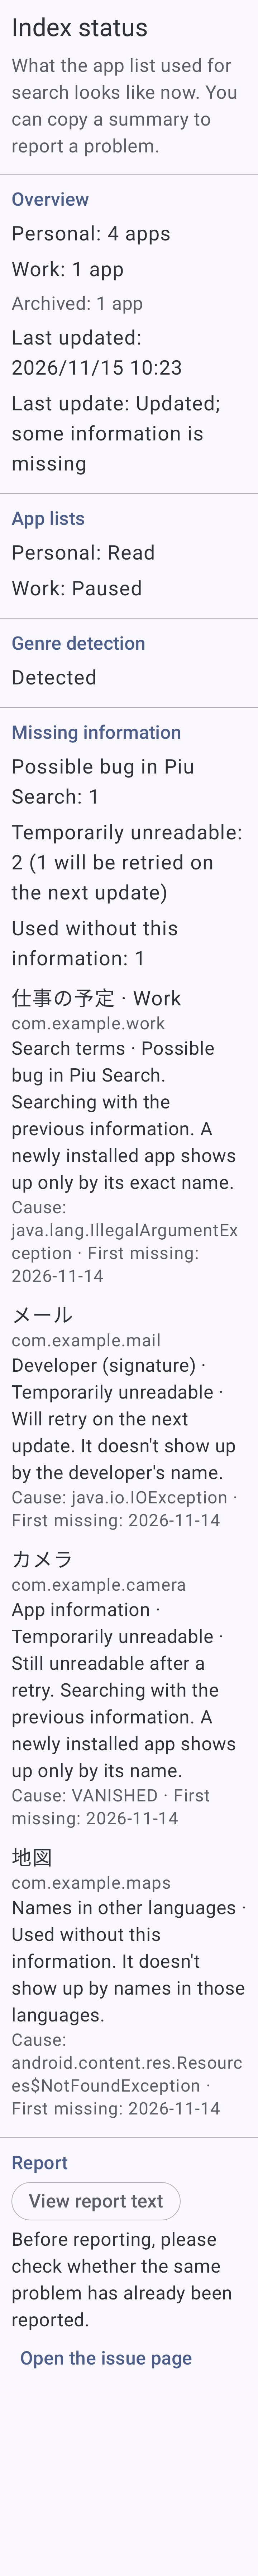 Index status
What the app list used for
search looks like now. You
can copy a summary to
report a problem.
Overview
Personal: 4 apps
Work: 1 app
Archived: 1 app
Last updated:
2026/11/15 10:23
Last update: Updated;
some information is
missing
App lists
Personal: Read
Work: Paused
Genre detection
Detected
Missing information
Possible bug in Piu
Search: 1
Temporarily unreadable:
2 (1 will be retried on
the next update)
Used without this
information: 1
仕事の予定 · Work
com.example.work
Search terms · Possible
bug in Piu Search.
Searching with the
previous information. A
newly installed app shows
up only by its exact name.
Cause:
java.lang.IllegalArgumentEx
ception · First missing:
2026-11-14
メール
com.example.mail
Developer (signature) ·
Temporarily unreadable ·
Will retry on the next
update. It doesn't show up
by the developer's name.
Cause: java.io.IOException ·
First missing: 2026-11-14
カメラ
com.example.camera
App information ·
Temporarily unreadable ·
Still unreadable after a
retry. Searching with the
previous information. A
newly installed app shows
up only by its name.
Cause: VANISHED · First
missing: 2026-11-14
地図
com.example.maps
Names in other languages ·
Used without this
information. It doesn't
show up by names in those
languages.
Cause:
android.content.res.Resourc
es$NotFoundException ·
First missing: 2026-11-14
Report
View report text
Before reporting, please
check whether the same
problem has already been
reported.
Open the issue page